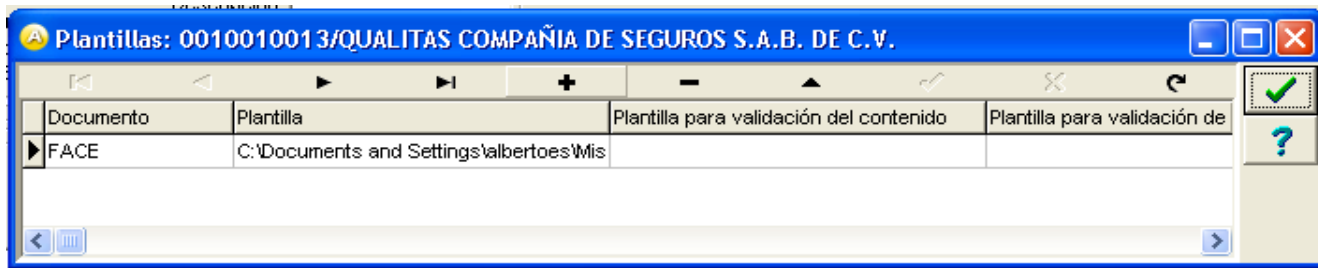 Plantillas: 0010010013/QUALITAS COMPAÑIA DE SEGUROS S.A.B. DE C.V.
Documento Plantilla Plantilla para validación del contenido Plantilla para validación de
FACE C:\Documents and Settings\albertoes\Mis